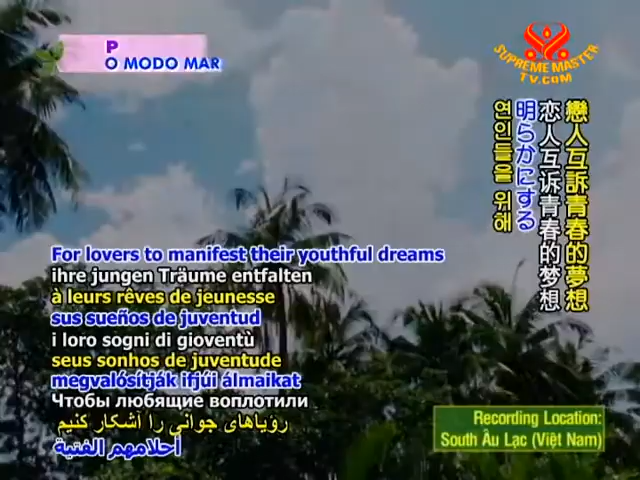 P
O MODO MAR
SUPREME MASTER
TV.COM
戀人互訴青春的夢想
恋人互诉青春的梦想
明らかにする
연인들을 위해
For lovers to manifest their youthful dreams
ihre jungen Träume entfalten
à leurs rêves de jeunesse
sus sueños de juventud
i loro sogni di gioventù
seus sonhos de juventude
megvalósítják ifjúi álmaikat
Чтобы любящие воплотили
رؤیاهای جوانی را آشکار کنیم
أحلامهم الفتية
Recording Location:
South Âu Lạc (Việt Nam)